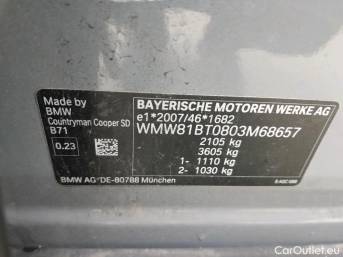 Made by
BMW
Countryman Cooper SD
B71
0.23
BAYERISCHE MOTOREN WERKE AG
e1*2007/46*1682
WMW81BT0803M68657
2105 kg
3605 kg
1- 1110 kg
2- 1030 kg
BMW AG*DE-80788 München
CarOutlet.eu